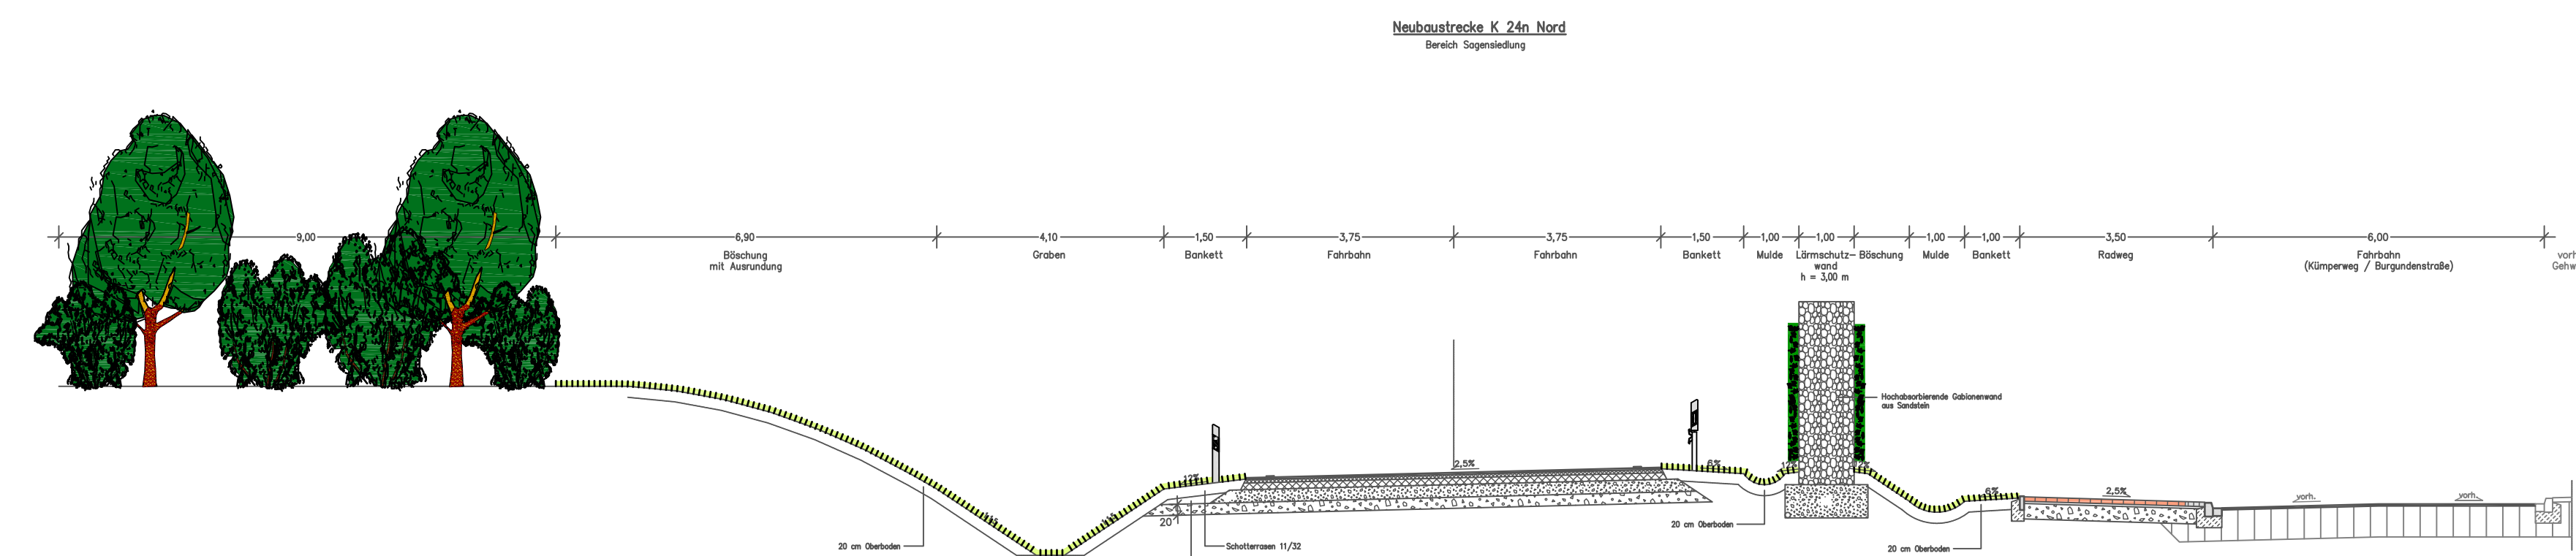 Neubaustrecke K 24n Nord
Bereich Sagensiedlung
9,00 6,90 4,10 1,50 3,75 3,75 1,50 1,00 1,00 1,00 1,00 3,50 6,00
Böschung
mit Ausrundung
Graben
Bankett
Fahrbahn
Fahrbahn
Bankett
Mulde
Lärmschutz-
wand
h = 3,00 m
Böschung
Mulde
Bankett
Radweg
Fahrbahn
(Kümperweg / Burgundenstraße)
vorh
Gehw
Hochabsorbierende Gabionenwand
aus Sandstein
12%
2,5%
6%
12%
12%
6%
2,5%
vorh.
vorh.
20
20 cm Oberboden
Schotterrasen 11/32
20 cm Oberboden
20 cm Oberboden